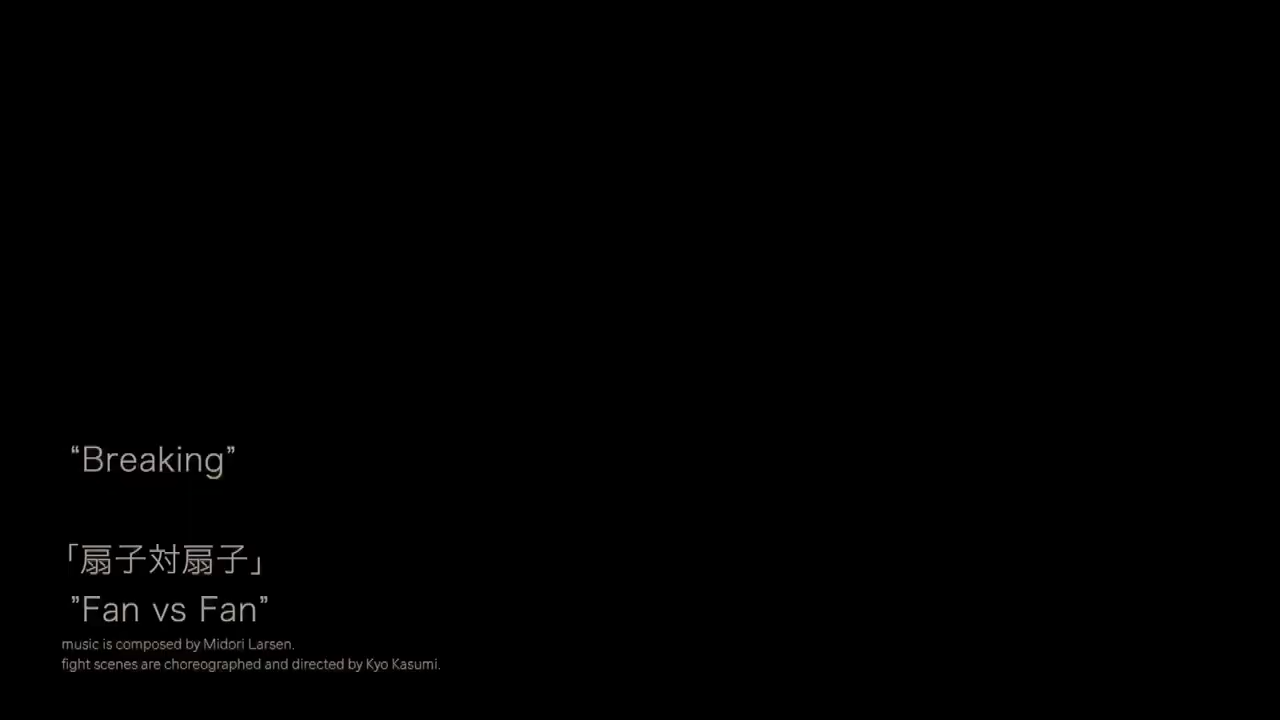 “Breaking”
「扇子対扇子」
”Fan vs Fan”
music is composed by Midori Larsen.
fight scenes are choreographed and directed by Kyo Kasumi.